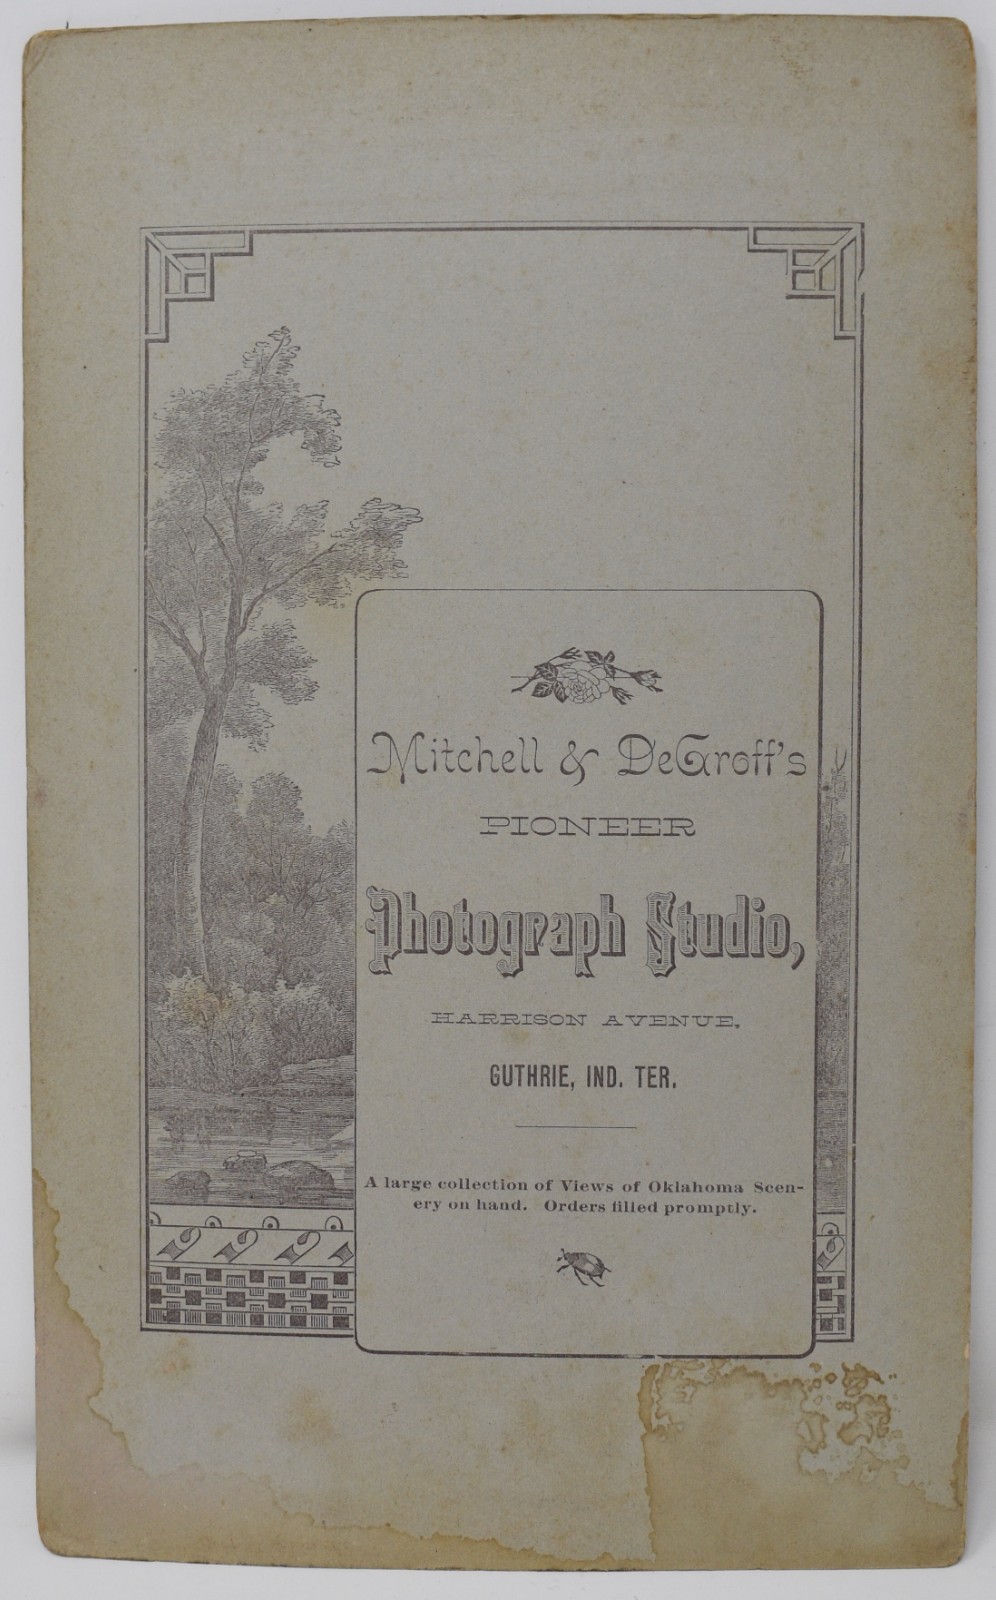 Mitchell & DeGroff's
PIONEER
Photograph Studio,
HARRISON AVENUE,
GUTHRIE, IND. TER.
A large collection of Views of Oklahoma Scen-
ery on hand. Orders filled promptly.